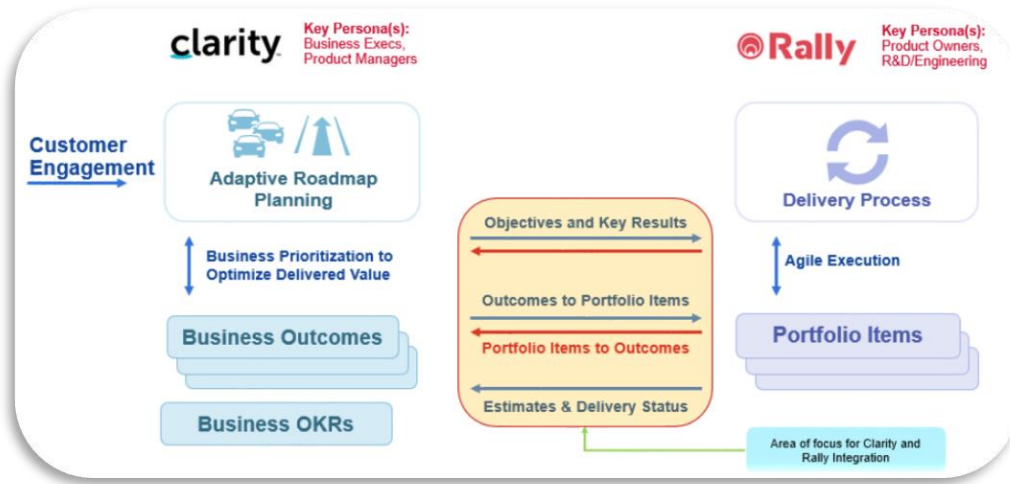 clarity
Key Persona(s):
Business Execs,
Product Managers
Rally
Key Persona(s):
Product Owners,
R&D/Engineering
Customer
Engagement
Adaptive Roadmap
Planning
Delivery Process
Business Prioritization to
Optimize Delivered Value
Objectives and Key Results
Agile Execution
Outcomes to Portfolio Items
Portfolio Items to Outcomes
Estimates & Delivery Status
Business Outcomes
Portfolio Items
Business OKRs
Area of focus for Clarity and
Rally Integration